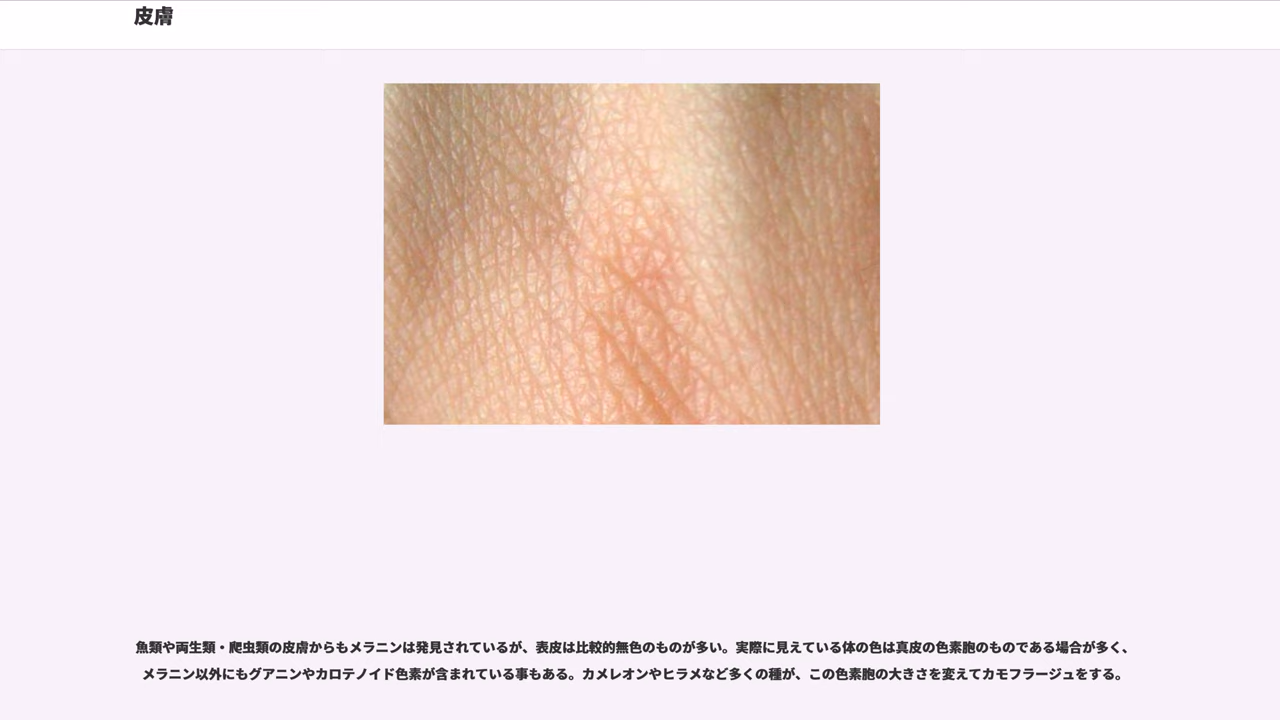 皮膚
魚類や両生類・爬虫類の皮膚からもメラニンは発見されているが、表皮は比較的無色のものが多い。実際に見えている体の色は真皮の色素胞のものである場合が多く、
メラニン以外にもグアニンやカロテノイド色素が含まれている事もある。カメレオンやヒラメなど多くの種が、この色素胞の大きさを変えてカモフラージュをする。